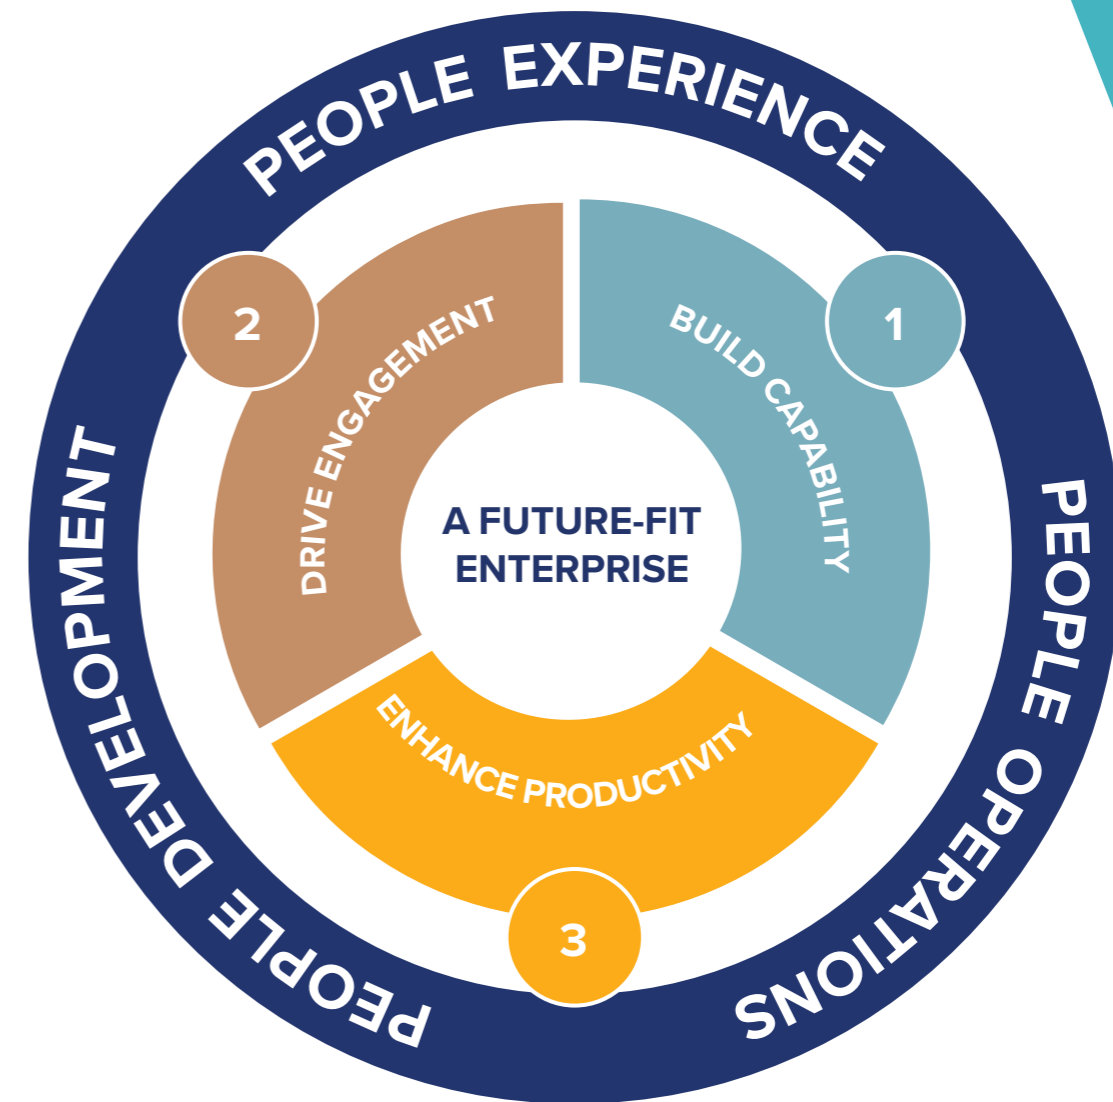 PEOPLE EXPERIENCE
PEOPLE OPERATIONS
PEOPLE DEVELOPMENT
1
BUILD CAPABILITY
2
DRIVE ENGAGEMENT
3
ENHANCE PRODUCTIVITY
A FUTURE-FIT
ENTERPRISE